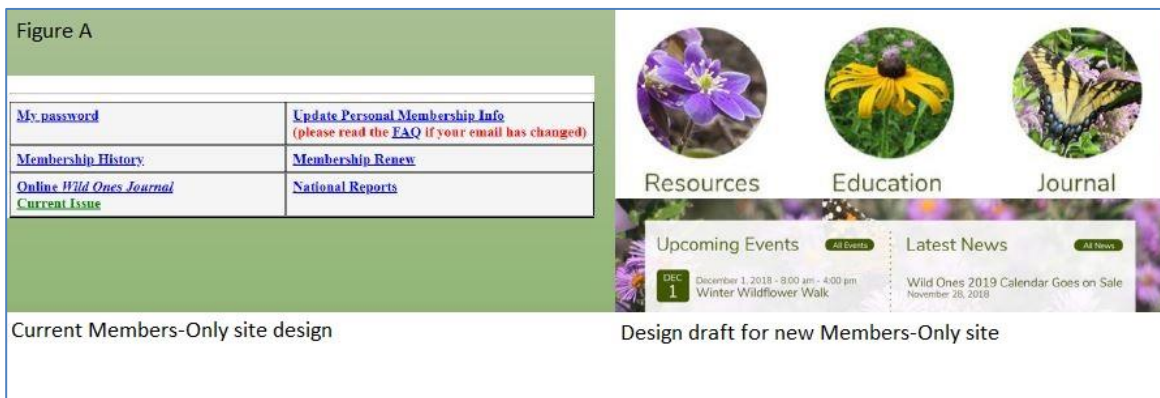 Figure A
My password
Update Personal Membership Info
(please read the FAQ if your email has changed)
Membership History
Membership Renew
Online Wild Ones Journal
Current Issue
National Reports
Current Members-Only site design
Resources
Education
Journal
Upcoming Events
All Events
DEC
1
December 1, 2018 - 8:00 am - 4:00 pm
Winter Wildflower Walk
Latest News
All News
Wild Ones 2019 Calendar Goes on Sale
November 28, 2018
Design draft for new Members-Only site